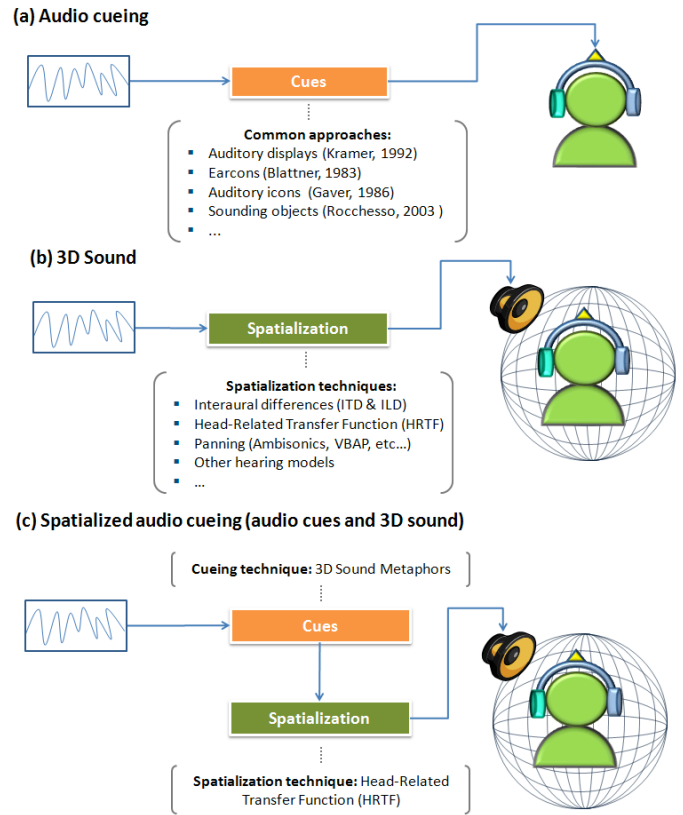 (a) Audio cueing
Cues
Common approaches:
▪ Auditory displays (Kramer, 1992)
▪ Earcons (Blattner, 1983)
▪ Auditory icons (Gaver, 1986)
▪ Sounding objects (Rocchesso, 2003 )
▪ ...
(b) 3D Sound
Spatialization
Spatialization techniques:
▪ Interaural differences (ITD & ILD)
▪ Head-Related Transfer Function (HRTF)
▪ Panning (Ambisonics, VBAP, etc...)
▪ Other hearing models
▪ ...
(c) Spatialized audio cueing (audio cues and 3D sound)
Cueing technique: 3D Sound Metaphors
Cues
Spatialization
Spatialization technique: Head-Related
Transfer Function (HRTF)